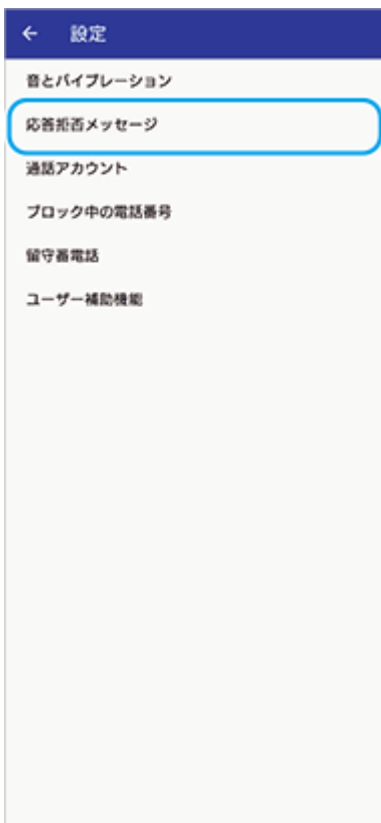 設定
音とバイブレーション
応答拒否メッセージ
通話アカウント
ブロック中の電話番号
留守番電話
ユーザー補助機能